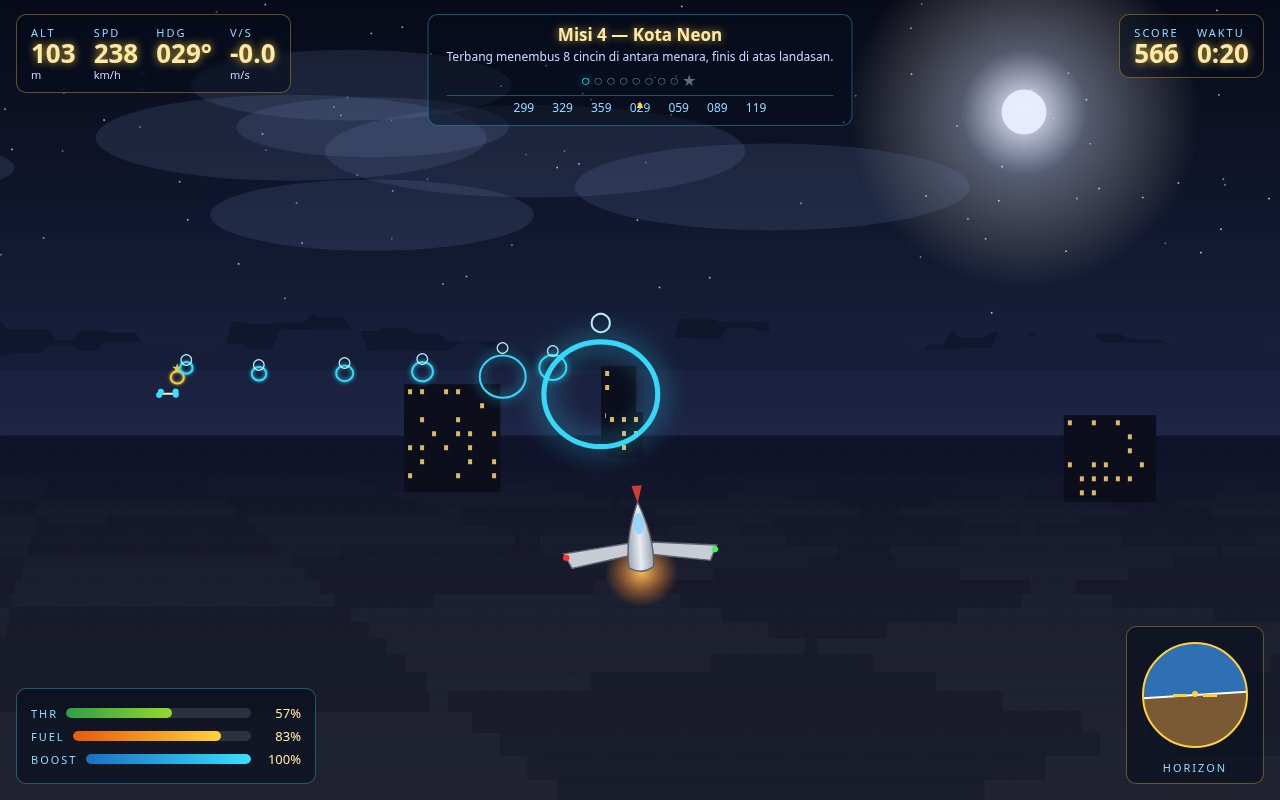 ALT SPD HDG V/S
103 238 029° -0.0
m km/h m/s
Misi 4 — Kota Neon
Terbang menembus 8 cincin di antara menara, finis di atas landasan.
299 329 359 029 059 089 119
SCORE WAKTU
566 0:20
THR 57%
FUEL 83%
BOOST 100%
HORIZON